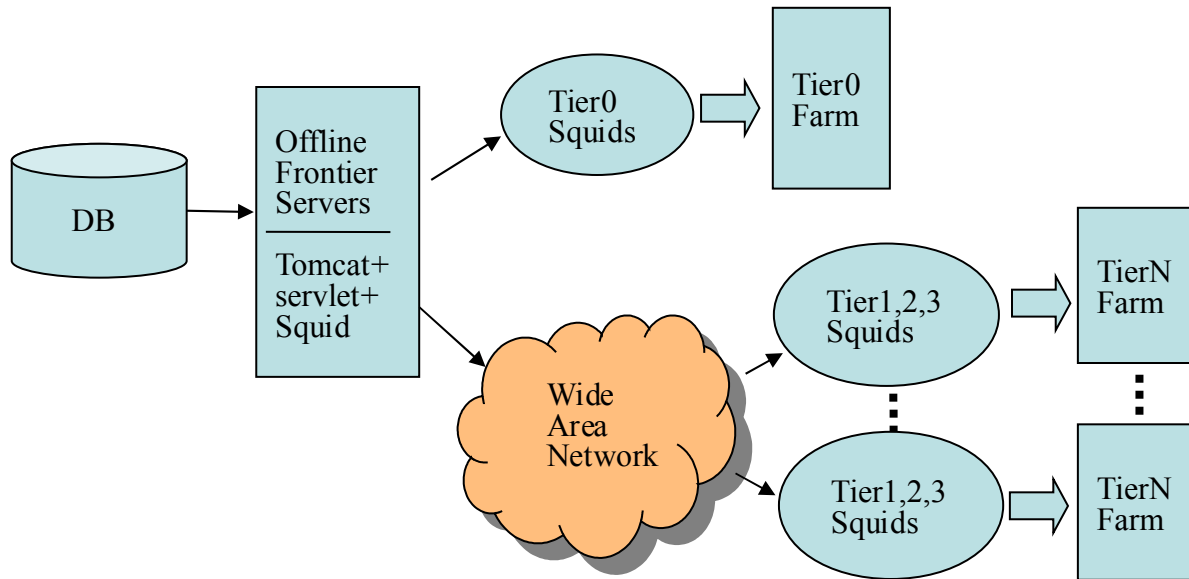 DB
Offline
Frontier
Servers
Tomcat+
servlet+
Squid
Tier0
Squids
Tier0
Farm
Wide
Area
Network
Tier1,2,3
Squids
TierN
Farm
Tier1,2,3
Squids
TierN
Farm